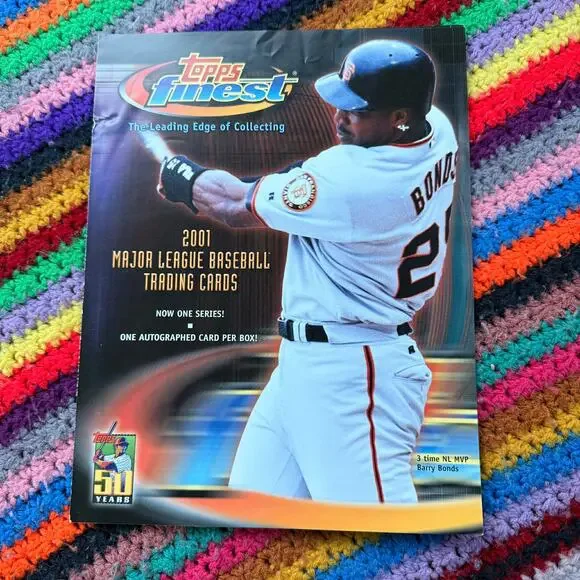 Topps
finest
The Leading Edge of Collecting
BONDS
2
2001
MAJOR LEAGUE BASEBALL
TRADING CARDS
NOW ONE SERIES!
ONE AUTOGRAPHED CARD PER BOX!
3 time NL MVP
Barry Bonds
Topps
50
YEARS